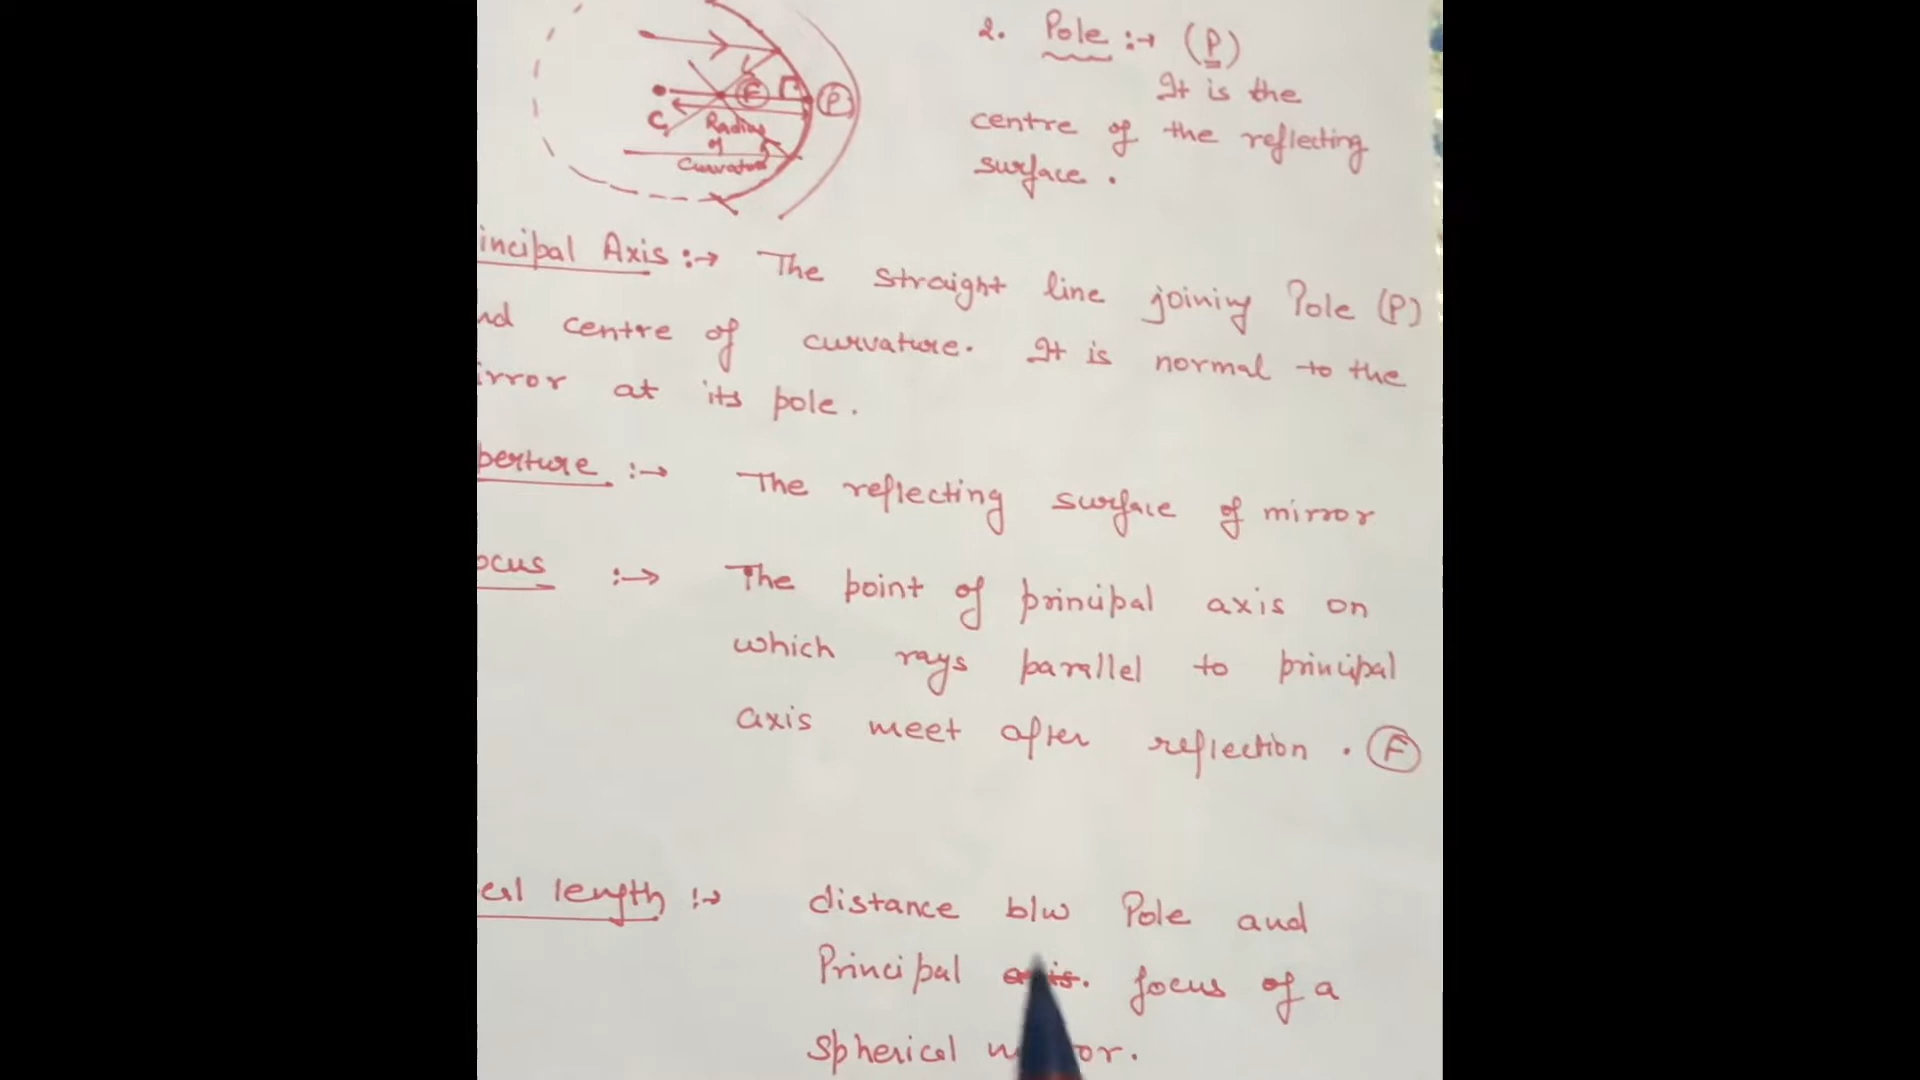 2. Pole :→ (P)
It is the
centre of the reflecting
surface.
F
P
C
Radius
of
Curvature
incipal Axis :→ The straight line joining Pole (P)
nd centre of curvature. It is normal to the
irror at its pole.
perture :→ The reflecting surface of mirror
ocus :→ The point of principal axis on
which rays parallel to principal
axis meet after reflection. F
cal length :→ distance b/w Pole and
Principal axis. focus of a
Spherical mirror.